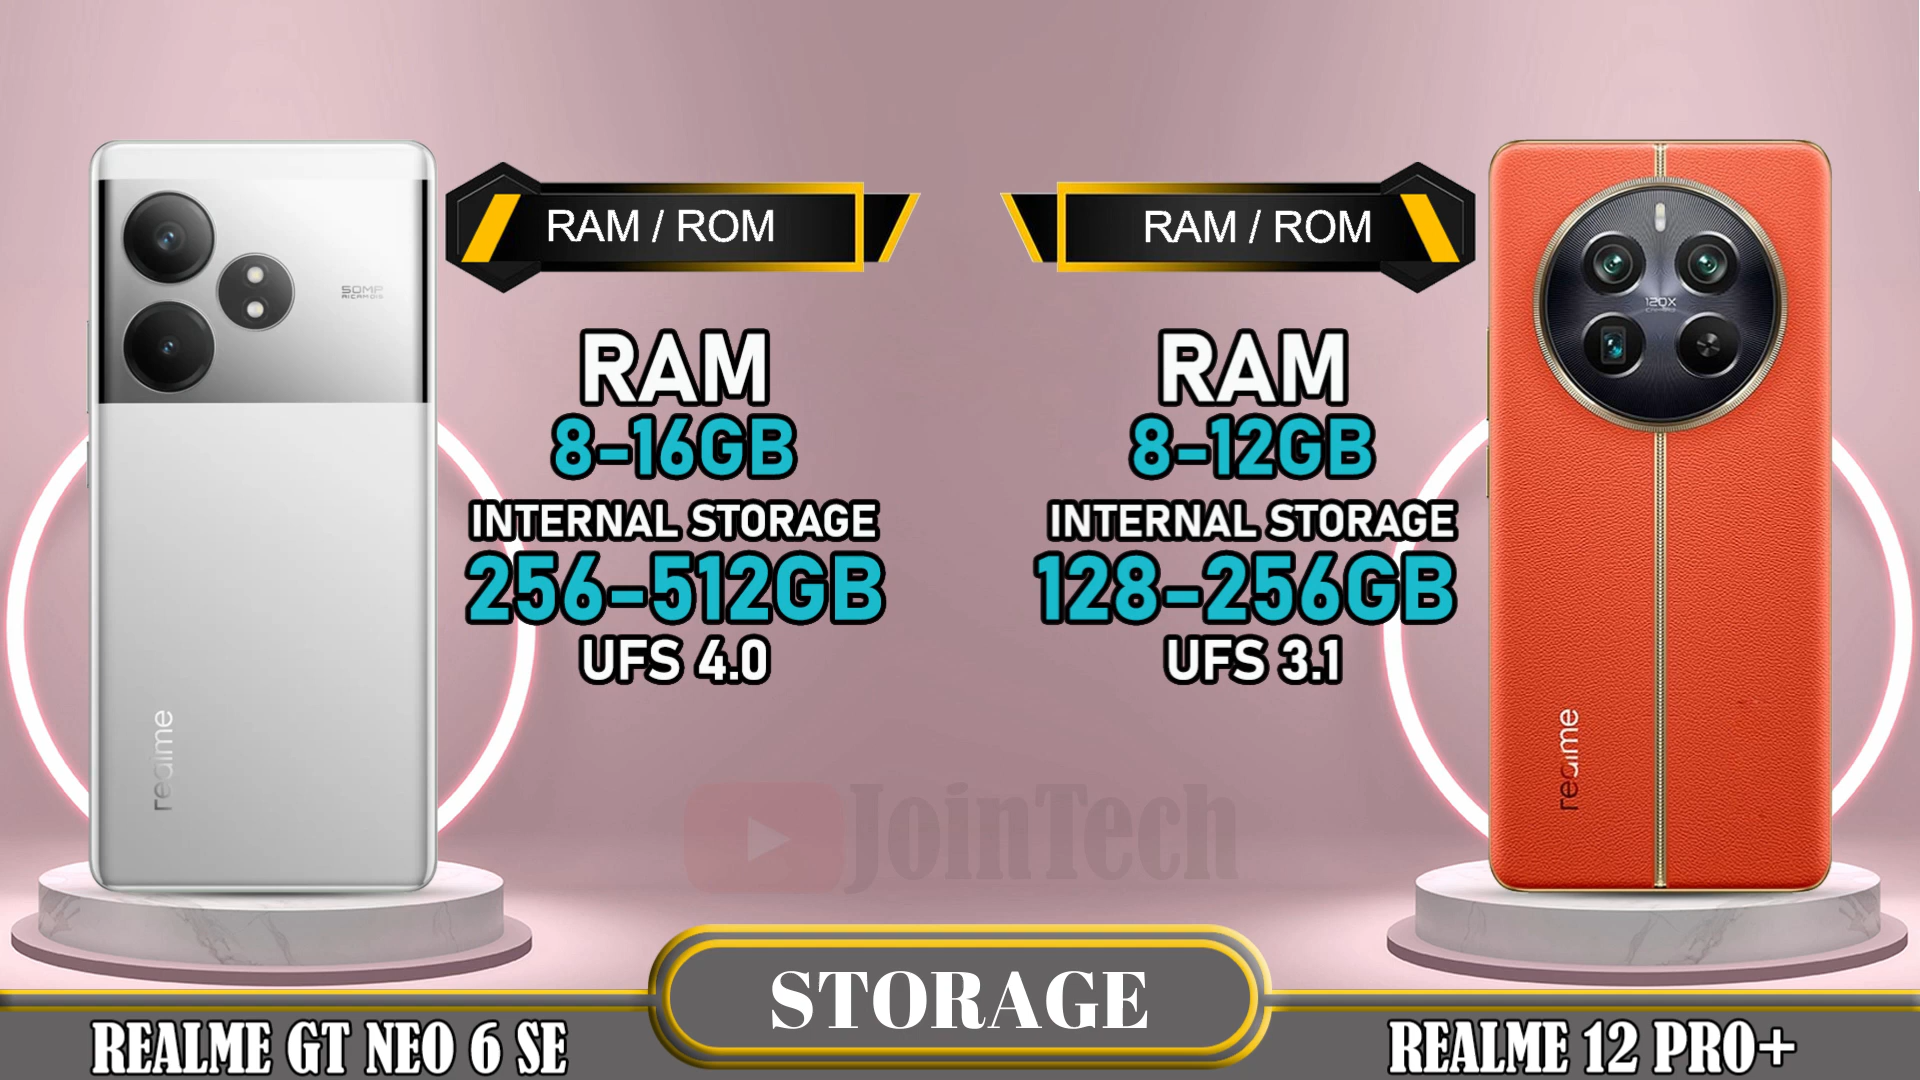 RAM / ROM
RAM
8-16GB
INTERNAL STORAGE
256-512GB
UFS 4.0
RAM / ROM
RAM
8-12GB
INTERNAL STORAGE
128-256GB
UFS 3.1
50MP
realme
120X
realme
JoinTech
STORAGE
REALME GT NEO 6 SE
REALME 12 PRO+